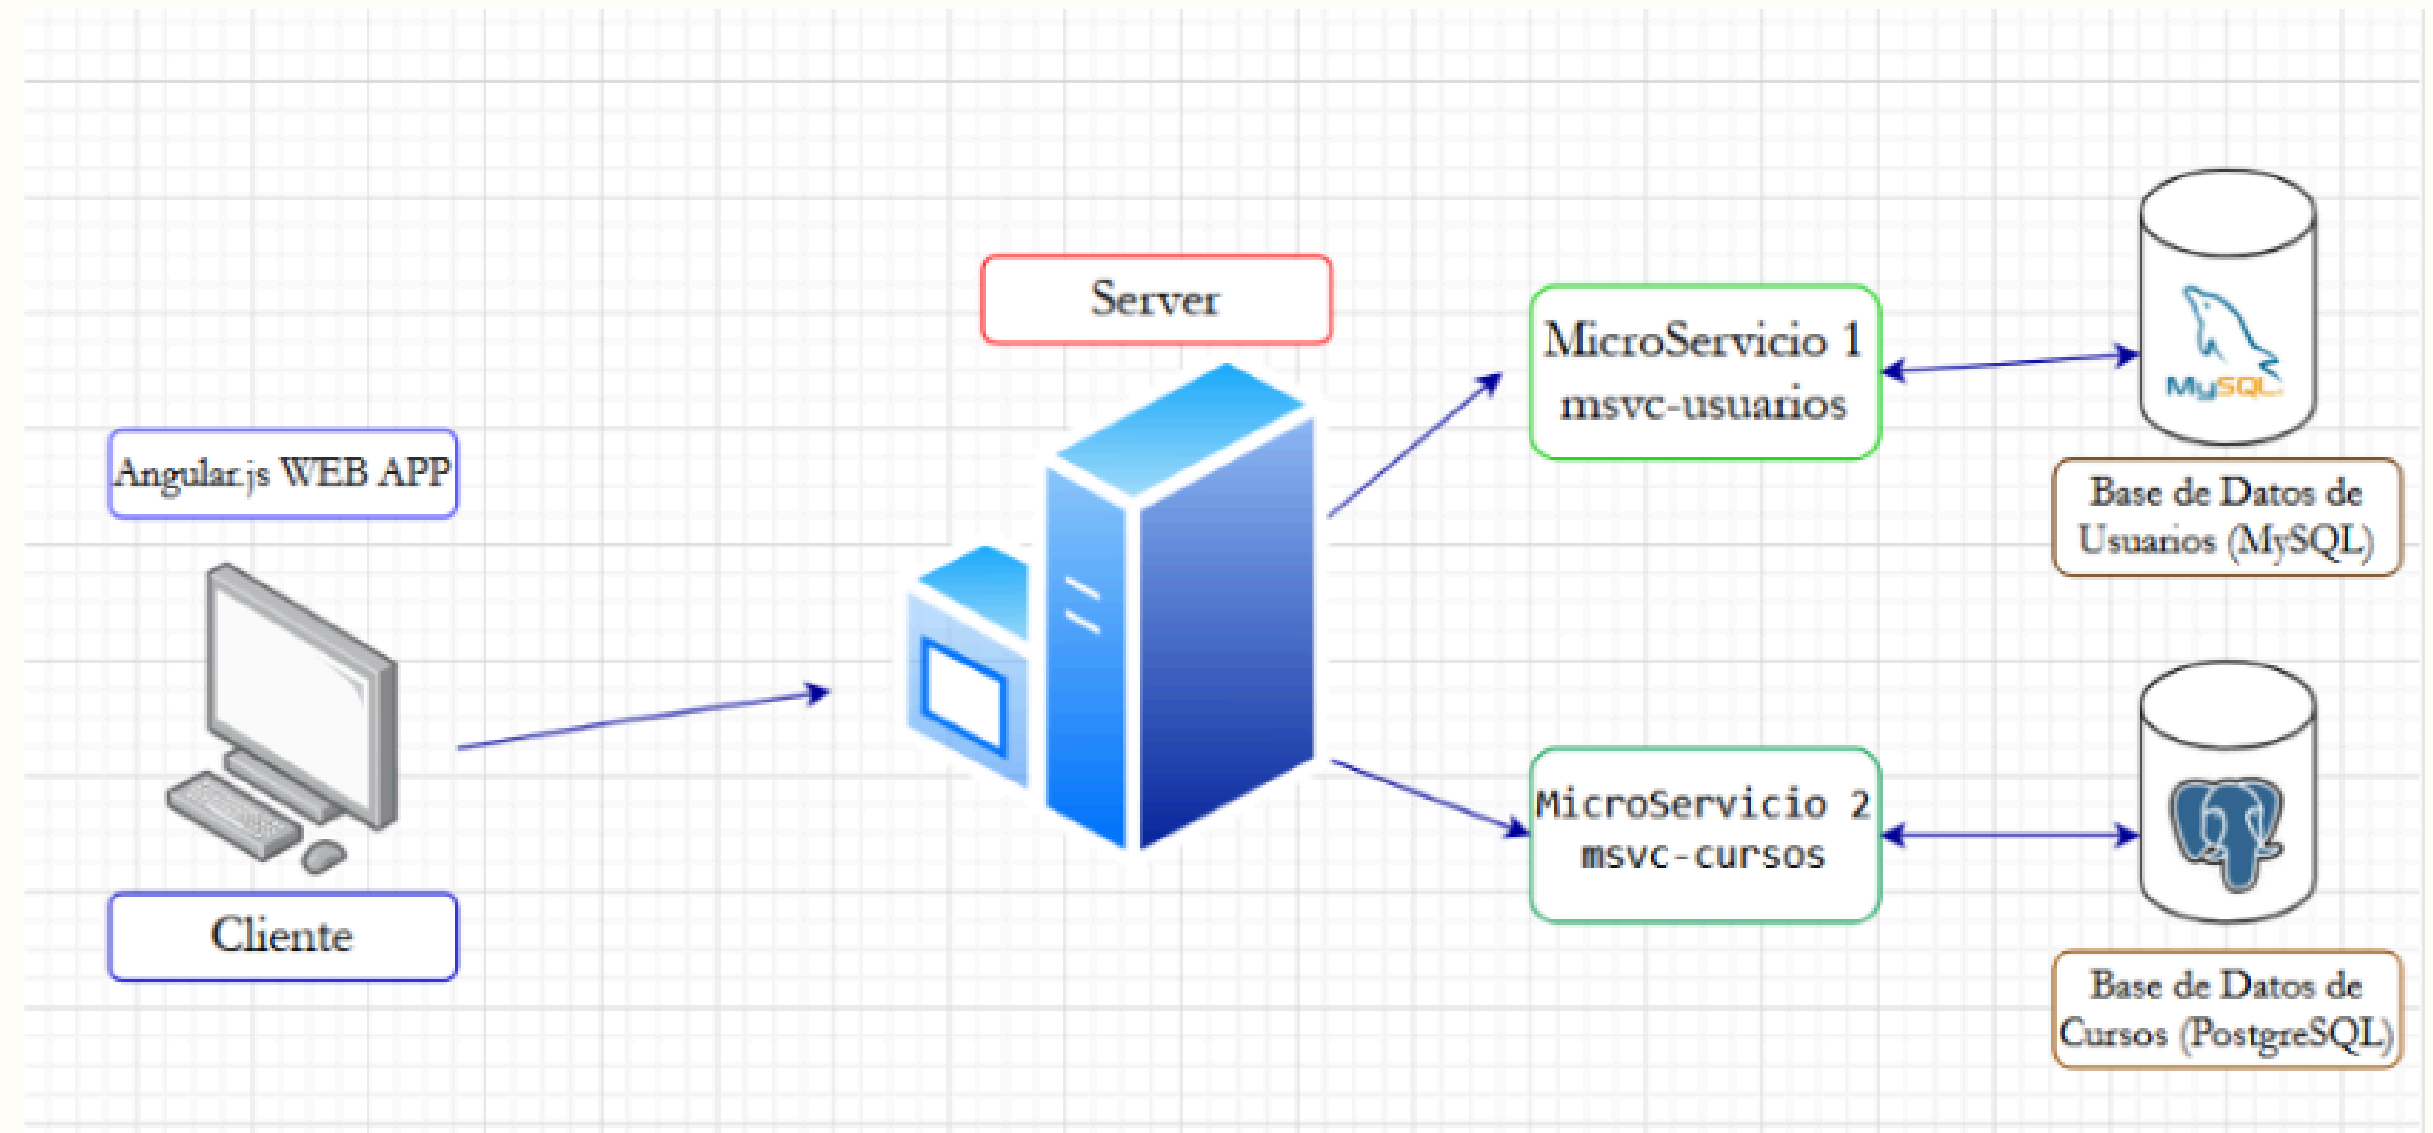 Angular.js WEB APP
Cliente
Server
MicroServicio 1
msvc-usuarios
MicroServicio 2
msvc-cursos
MySQL
Base de Datos de
Usuarios (MySQL)
Base de Datos de
Cursos (PostgreSQL)